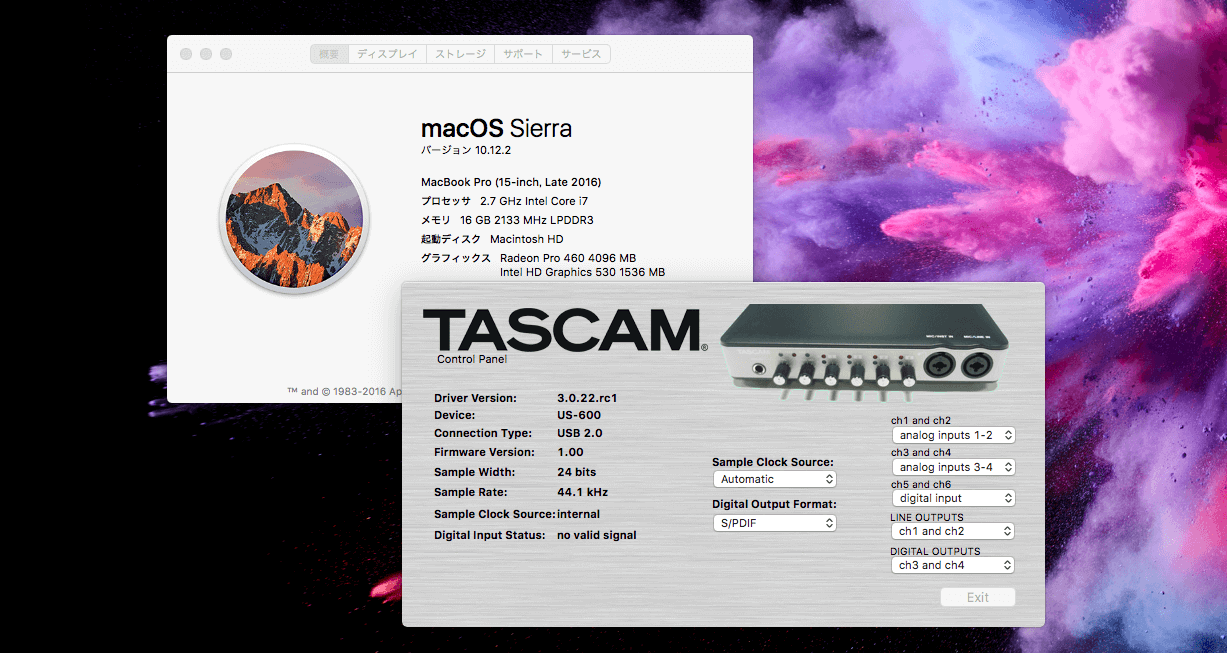 概要 ディスプレイ ストレージ サポート サービス
macOS Sierra
バージョン 10.12.2
MacBook Pro (15-inch, Late 2016)
プロセッサ 2.7 GHz Intel Core i7
メモリ 16 GB 2133 MHz LPDDR3
起動ディスク Macintosh HD
グラフィックス Radeon Pro 460 4096 MB
Intel HD Graphics 530 1536 MB
™ and © 1983-2016 Ap
TASCAM®
Control Panel
TASCAM
Driver Version: 3.0.22.rc1
Device: US-600
Connection Type: USB 2.0
Firmware Version: 1.00
Sample Width: 24 bits
Sample Rate: 44.1 kHz
Sample Clock Source: internal
Digital Input Status: no valid signal
Sample Clock Source:
Automatic
Digital Output Format:
S/PDIF
ch1 and ch2
analog inputs 1-2
ch3 and ch4
analog inputs 3-4
ch5 and ch6
digital input
LINE OUTPUTS
ch1 and ch2
DIGITAL OUTPUTS
ch3 and ch4
Exit